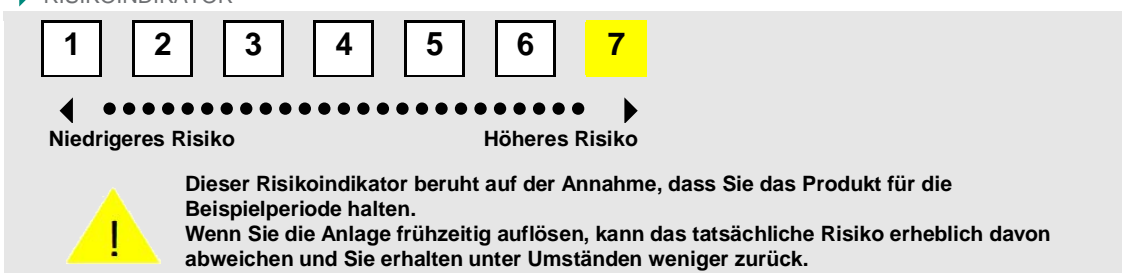 RISIKOINDIKATOR
1 2 3 4 5 6 7
Niedrigeres Risiko Höheres Risiko
! Dieser Risikoindikator beruht auf der Annahme, dass Sie das Produkt für die
Beispielperiode halten.
Wenn Sie die Anlage frühzeitig auflösen, kann das tatsächliche Risiko erheblich davon
abweichen und Sie erhalten unter Umständen weniger zurück.